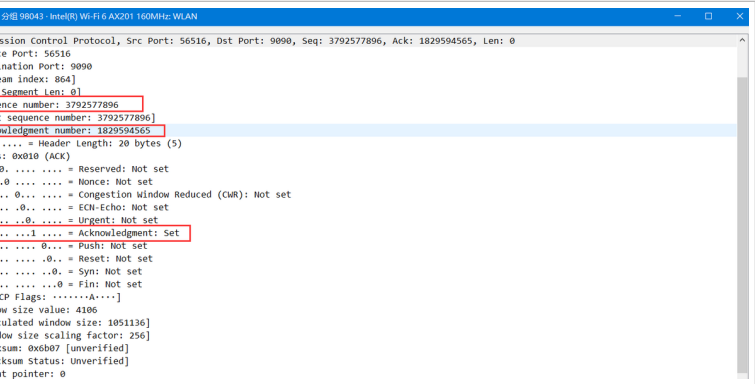 分组 98043 · Intel(R) Wi-Fi 6 AX201 160MHz: WLAN
ssion Control Protocol, Src Port: 56516, Dst Port: 9090, Seq: 3792577896, Ack: 1829594565, Len: 0
ce Port: 56516
ination Port: 9090
eam index: 864]
Segment Len: 0]
ence number: 3792577896
t sequence number: 3792577896]
owledgment number: 1829594565
.... = Header Length: 20 bytes (5)
s: 0x010 (ACK)
0. .... .... = Reserved: Not set
.0 .... .... = Nonce: Not set
.. 0... .... = Congestion Window Reduced (CWR): Not set
.. .0.. .... = ECN-Echo: Not set
.. ..0. .... = Urgent: Not set
.. ...1 .... = Acknowledgment: Set
.. .... 0... = Push: Not set
.. .... .0.. = Reset: Not set
.. .... ..0. = Syn: Not set
.. .... ...0 = Fin: Not set
CP Flags: ·······A····]
ow size value: 4106
culated window size: 1051136]
dow size scaling factor: 256]
ksum: 0x6b07 [unverified]
cksum Status: Unverified]
nt pointer: 0